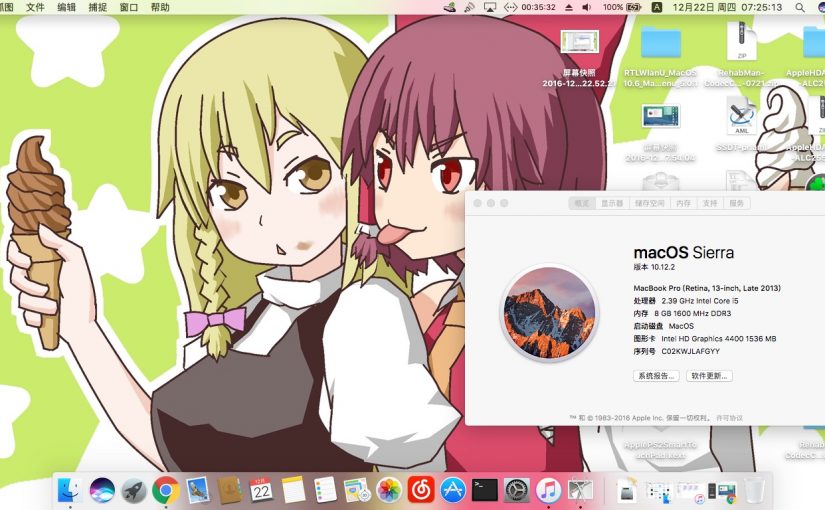 抓图 文件 编辑 捕捉 窗口 帮助 00:35:32 100% A 12月22日 周四 07:25:13
ZIP
屏幕快照
2016-12...22.52.2
RTLWlanU_MacOS
10.6_Ma...
RehabMan-
CodecC...-0721.zip
AppleHDA
-ALC2
AML
屏幕快照
2016-12...7.54.04
概览 显示器 储存空间 内存 支持 服务
macOS Sierra
版本 10.12.2
MacBook Pro (Retina, 13-inch, Late 2013)
处理器 2.39 GHz Intel Core i5
内存 8 GB 1600 MHz DDR3
启动磁盘 MacOS
图形卡 Intel HD Graphics 4400 1536 MB
序列号 C02KWJLAFGYY
系统报告... 软件更新...
™ 和 © 1983-2016 Apple Inc. 保留一切权利。 许可协议
ApplePS2SmartTo
uchPad.kext
CodecC
12月
22